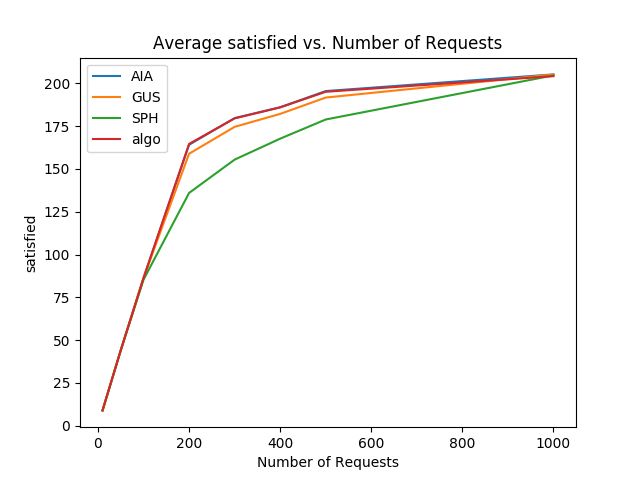 Average satisfied vs. Number of Requests
AIA
GUS
SPH
algo
satisfied
200
175
150
125
100
75
50
25
0
0 200 400 600 800 1000
Number of Requests